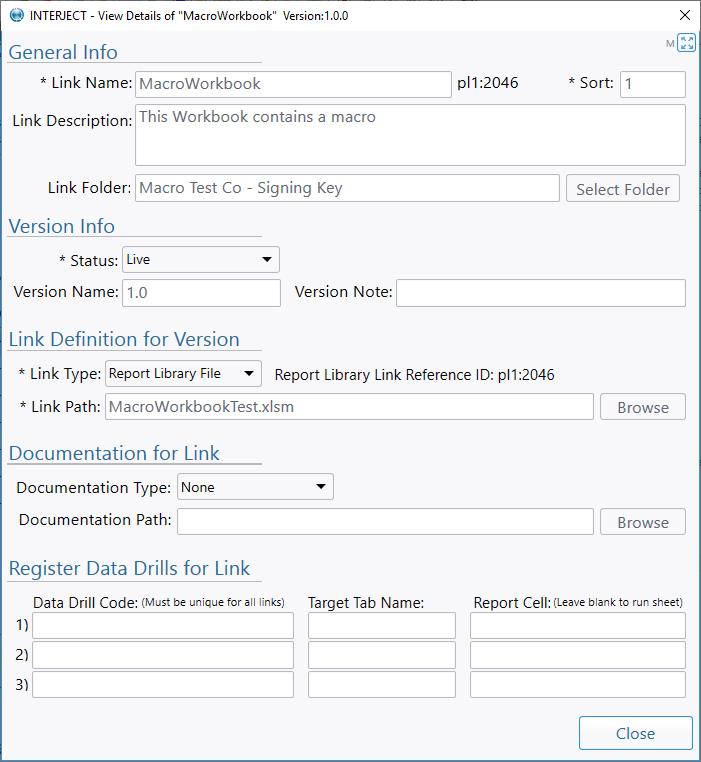 INTERJECT - View Details of "MacroWorkbook" Version:1.0.0
M
General Info
* Link Name: MacroWorkbook pl1:2046 * Sort: 1
Link Description: This Workbook contains a macro
Link Folder: Macro Test Co - Signing Key Select Folder
Version Info
* Status: Live
Version Name: 1.0 Version Note:
Link Definition for Version
* Link Type: Report Library File Report Library Link Reference ID: pl1:2046
* Link Path: MacroWorkbookTest.xlsm Browse
Documentation for Link
Documentation Type: None
Documentation Path: Browse
Register Data Drills for Link
Data Drill Code: (Must be unique for all links) Target Tab Name: Report Cell: (Leave blank to run sheet)
1)
2)
3)
Close